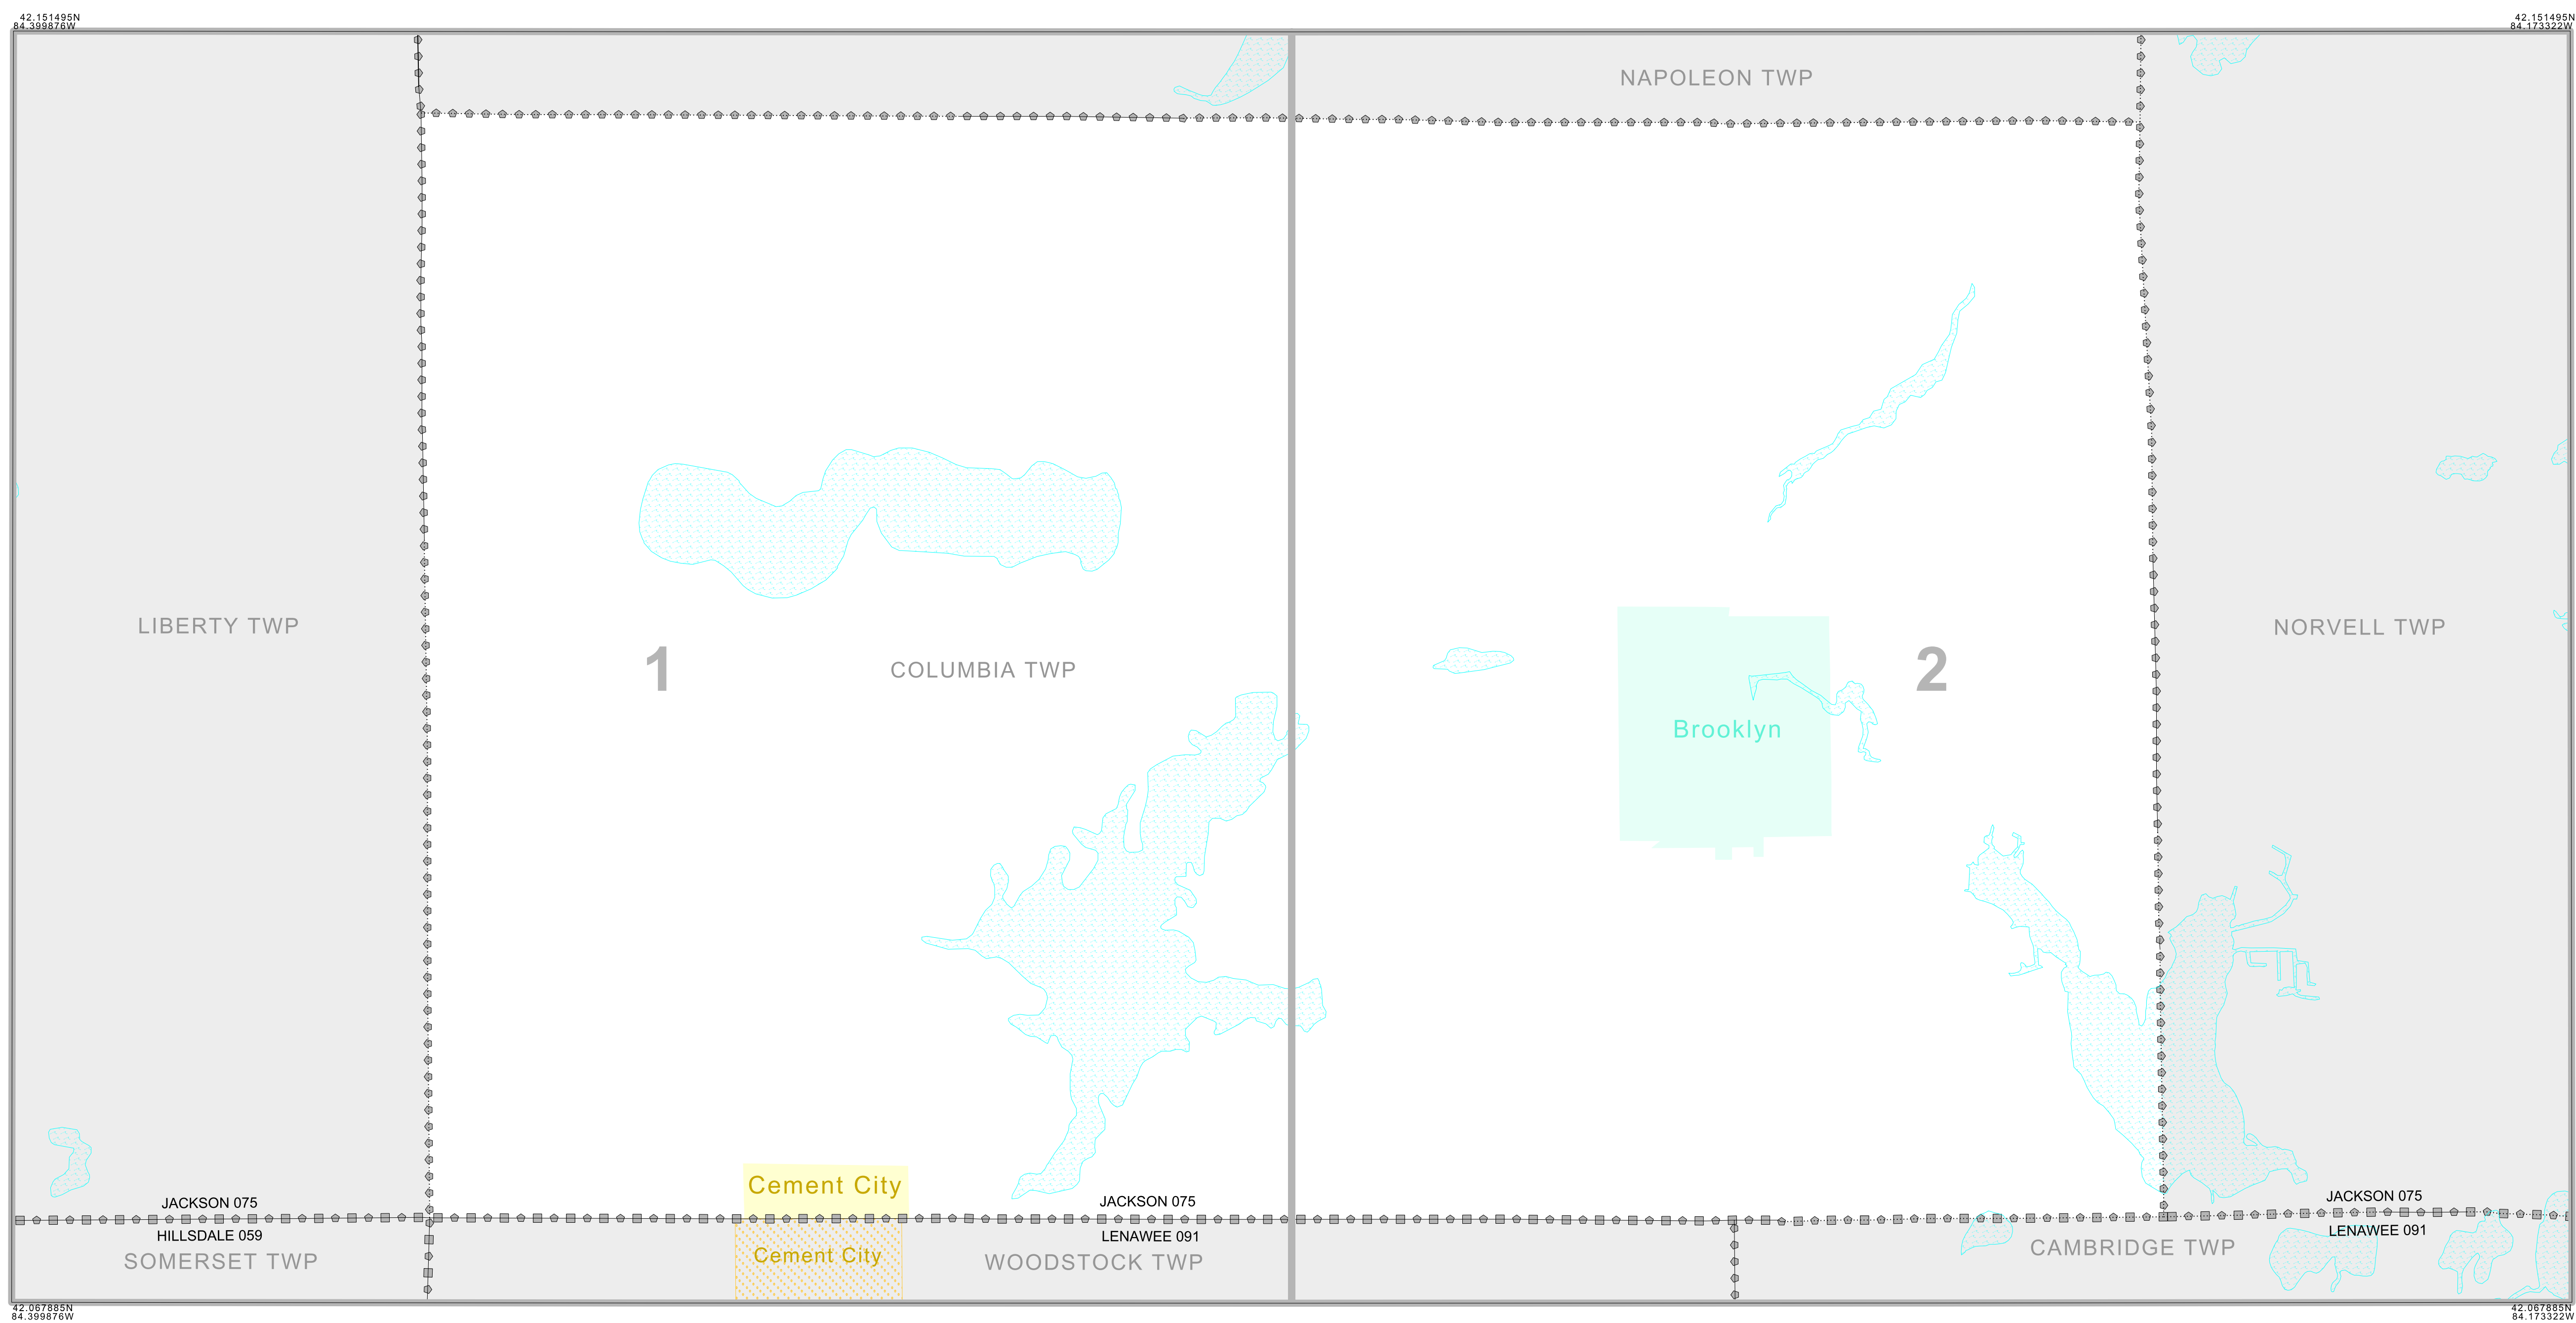 42.151495N
84.399876W
42.151495N
84.173322W
NAPOLEON TWP
LIBERTY TWP
1
COLUMBIA TWP
2
NORVELL TWP
Brooklyn
Cement City
JACKSON 075
JACKSON 075
JACKSON 075
HILLSDALE 059
LENAWEE 091
LENAWEE 091
SOMERSET TWP
Cement City
WOODSTOCK TWP
CAMBRIDGE TWP
42.067885N
84.399876W
42.067885N
84.173322W